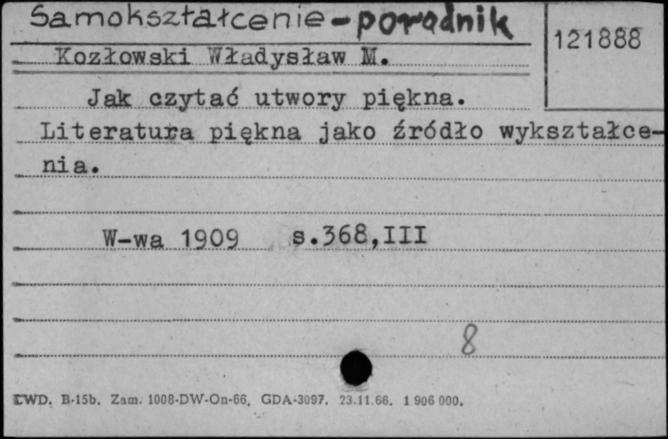 Samokształcenie - poradnik
121888
Kozłowski Władysław M.
Jak czytać utwory piękna.
Literatura piękna jako źródło wykształce-
nia.
W-wa 1909 s.368,III
8
CWD. B-15b. Zam. 1008-DW-On-66. GDA-3097. 23.11.66. 1 906 000.